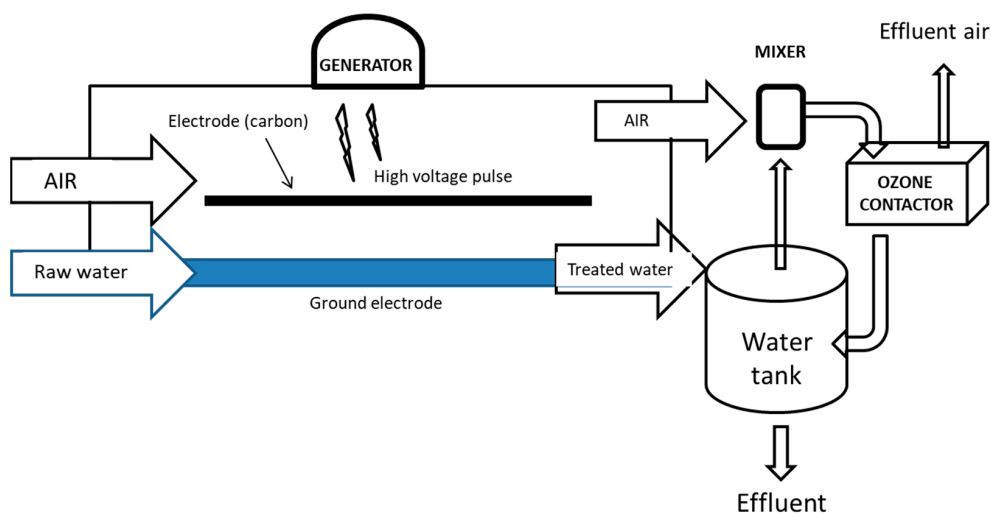 Effluent air
MIXER
GENERATOR
Electrode (carbon)
AIR
High voltage pulse
AIR
OZONE
CONTACTOR
Raw water
Treated water
Ground electrode
Water
tank
Effluent